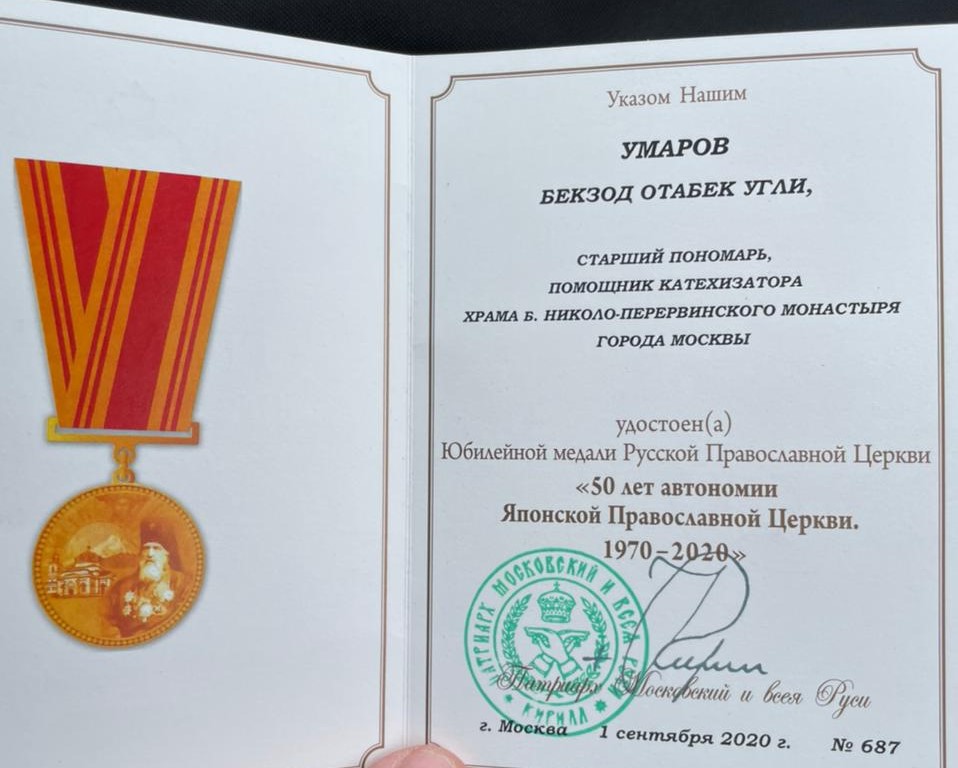 Указом Нашим
УМАРОВ
БЕКЗОД ОТАБЕК УГЛИ,
СТАРШИЙ ПОНОМАРЬ,
ПОМОЩНИК КАТЕХИЗАТОРА
ХРАМА Б. НИКОЛО-ПЕРЕРВИНСКОГО МОНАСТЫРЯ
ГОРОДА МОСКВЫ
удостоен(а)
Юбилейной медали Русской Православной Церкви
«50 лет автономии
Японской Православной Церкви.
1970–2020»
ПАТРИАРХ МОСКОВСКИЙ И ВСЕЯ РУСИ
КИРИЛЛ
Патриарх Московский и всея Руси
г. Москва 1 сентября 2020 г. № 687